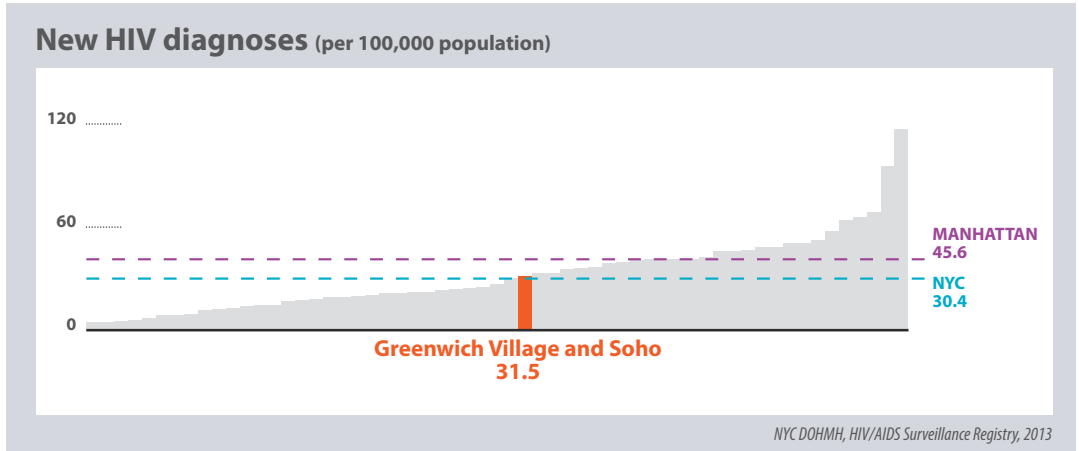 New HIV diagnoses (per 100,000 population)
120
60
0
MANHATTAN
45.6
NYC
30.4
Greenwich Village and Soho
31.5
NYC DOHMH, HIV/AIDS Surveillance Registry, 2013